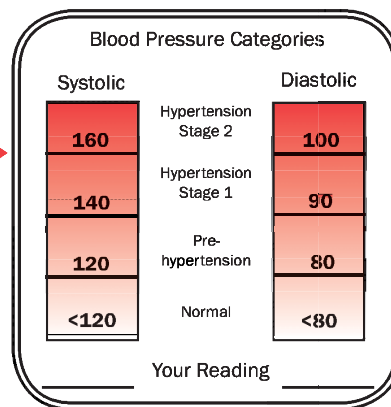 Blood Pressure Categories
Systolic
Diastolic
Hypertension
Stage 2
160
100
Hypertension
Stage 1
140
90
Pre-
hypertension
120
80
Normal
<120
<80
Your Reading